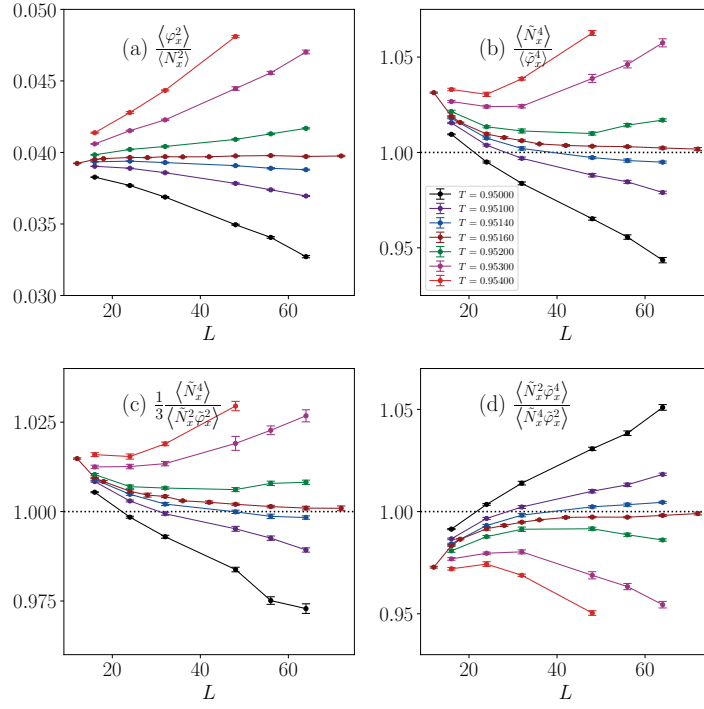 (a) ⟨φ_x^2⟩ / ⟨N_x^2⟩
0.050
0.045
0.040
0.035
0.030
20 40 60
L
(b) ⟨Ñ_x^4⟩ / ⟨φ̃_x^4⟩
1.05
1.00
0.95
T = 0.95000
T = 0.95100
T = 0.95140
T = 0.95160
T = 0.95200
T = 0.95300
T = 0.95400
20 40 60
L
(c) 1/3 ⟨Ñ_x^4⟩ / ⟨Ñ_x^2 φ̃_x^2⟩
1.025
1.000
0.975
20 40 60
L
(d) ⟨Ñ_x^2 φ̃_x^4⟩ / ⟨Ñ_x^4 φ̃_x^2⟩
1.05
1.00
0.95
20 40 60
L